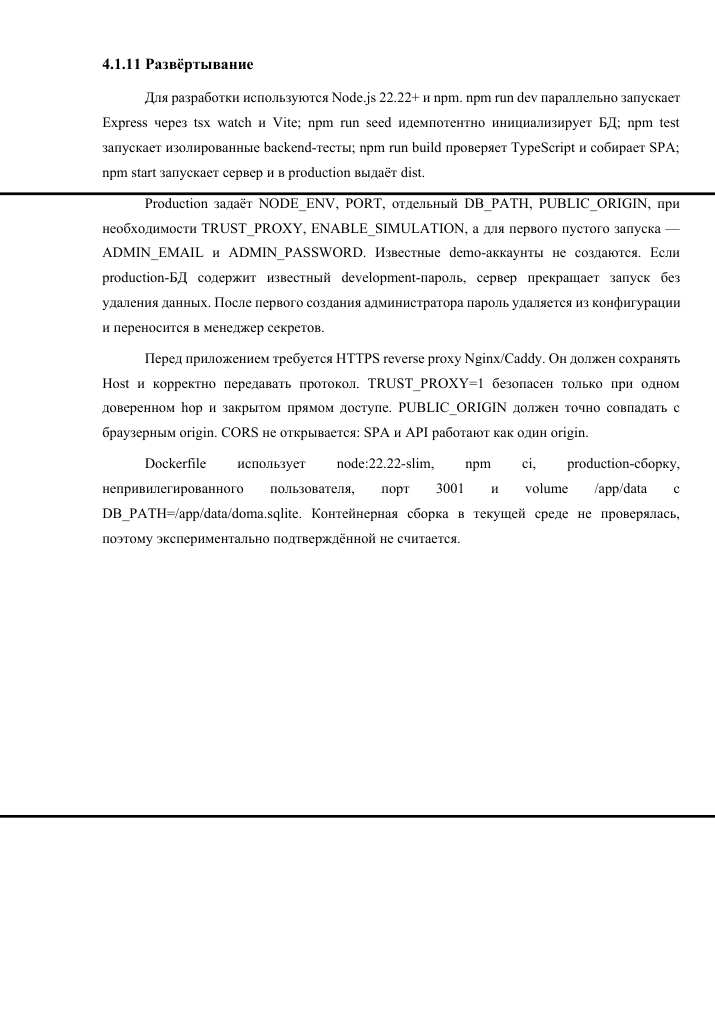 4.1.11 Развёртывание
Для разработки используются Node.js 22.22+ и npm. npm run dev параллельно запускает
Express через tsx watch и Vite; npm run seed идемпотентно инициализирует БД; npm test
запускает изолированные backend-тесты; npm run build проверяет TypeScript и собирает SPA;
npm start запускает сервер и в production выдаёт dist.
Production задаёт NODE_ENV, PORT, отдельный DB_PATH, PUBLIC_ORIGIN, при
необходимости TRUST_PROXY, ENABLE_SIMULATION, а для первого пустого запуска —
ADMIN_EMAIL и ADMIN_PASSWORD. Известные demo-аккаунты не создаются. Если
production-БД содержит известный development-пароль, сервер прекращает запуск без
удаления данных. После первого создания администратора пароль удаляется из конфигурации
и переносится в менеджер секретов.
Перед приложением требуется HTTPS reverse proxy Nginx/Caddy. Он должен сохранять
Host и корректно передавать протокол. TRUST_PROXY=1 безопасен только при одном
доверенном hop и закрытом прямом доступе. PUBLIC_ORIGIN должен точно совпадать с
браузерным origin. CORS не открывается: SPA и API работают как один origin.
Dockerfile использует node:22.22-slim, npm ci, production-сборку,
непривилегированного пользователя, порт 3001 и volume /app/data с
DB_PATH=/app/data/doma.sqlite. Контейнерная сборка в текущей среде не проверялась,
поэтому экспериментально подтверждённой не считается.